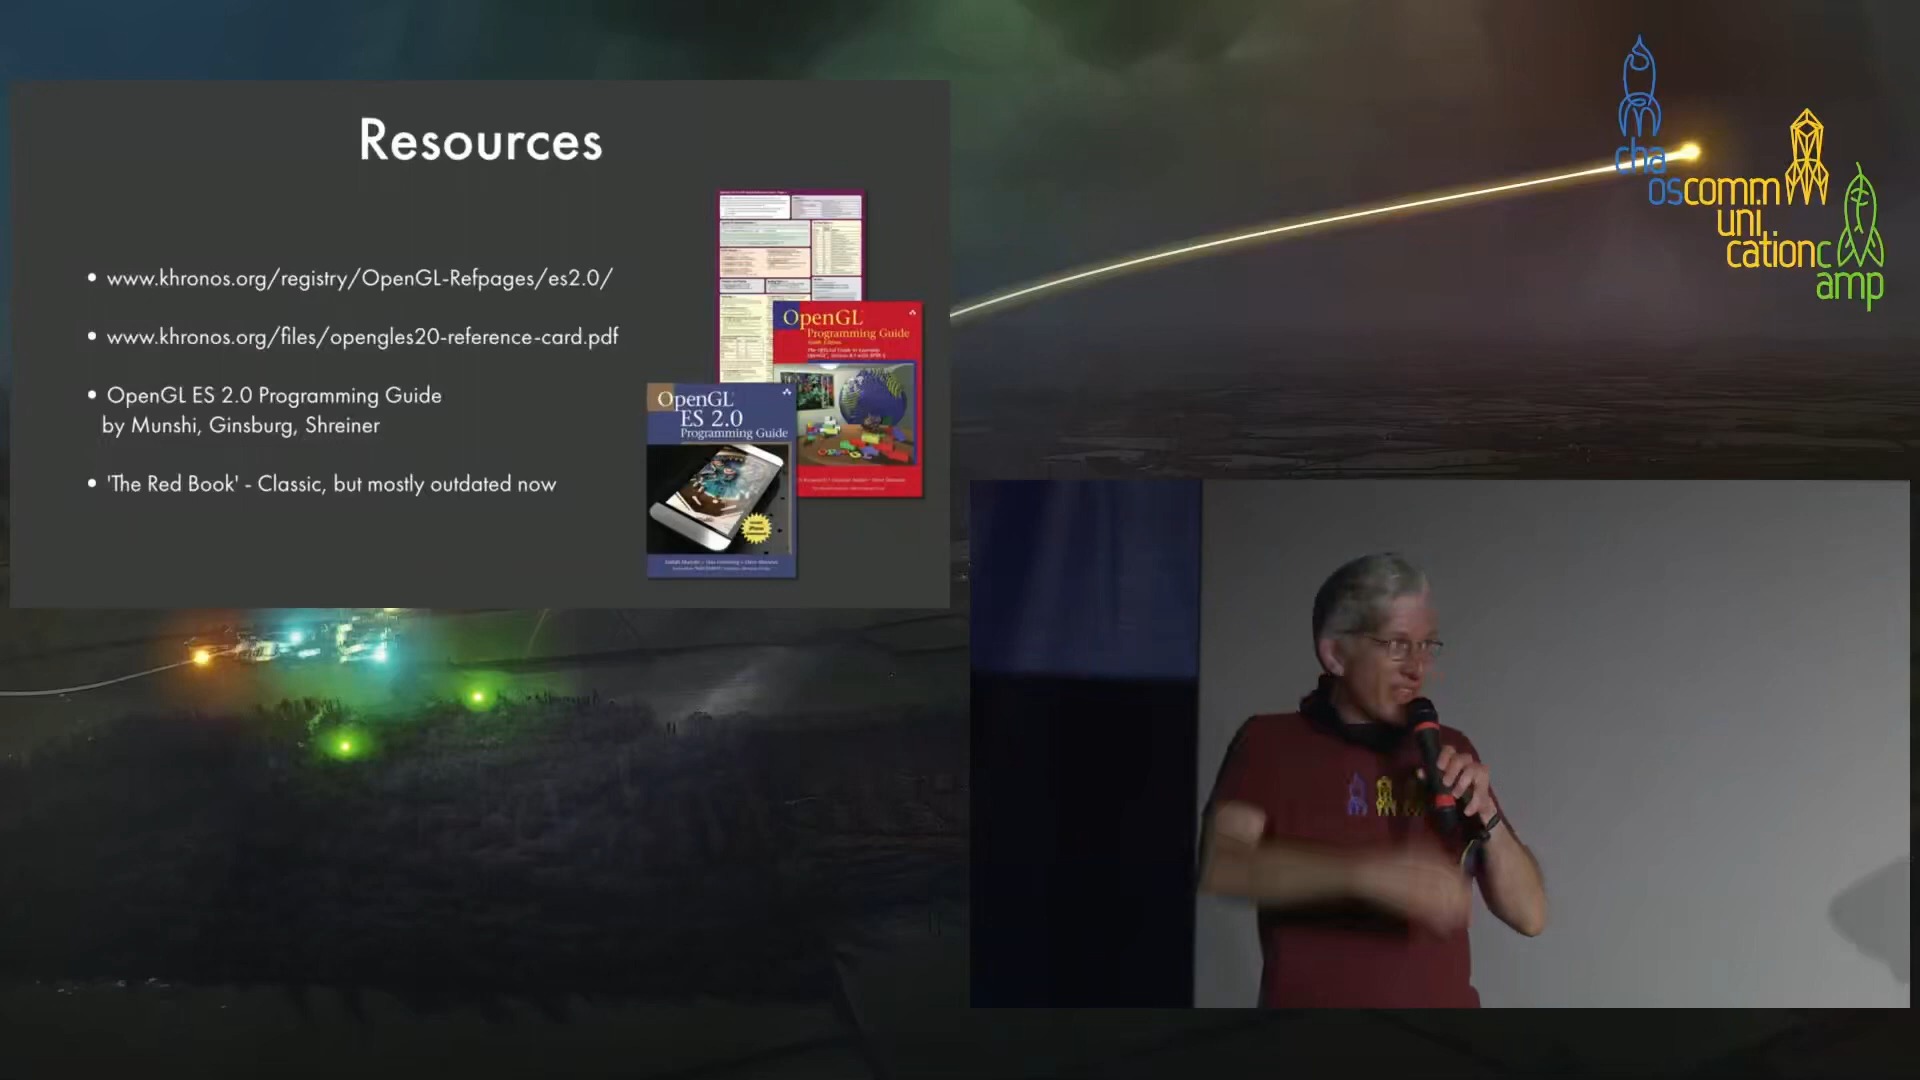 Resources
• www.khronos.org/registry/OpenGL-Refpages/es2.0/
• www.khronos.org/files/opengles20-reference-card.pdf
• OpenGL ES 2.0 Programming Guide
by Munshi, Ginsburg, Shreiner
• 'The Red Book' - Classic, but mostly outdated now
OpenGL
Programming Guide
OpenGL
ES 2.0
Programming Guide
cha
oscomm
uni
cationc
amp